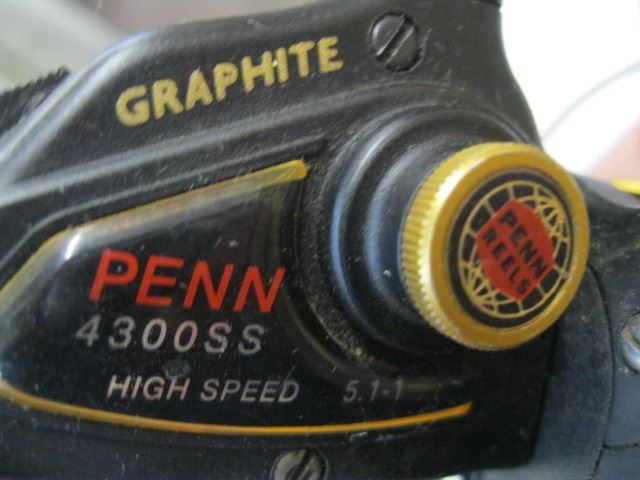 GRAPHITE
PENN
4300SS
HIGH SPEED 5.1-1
PENN
REELS